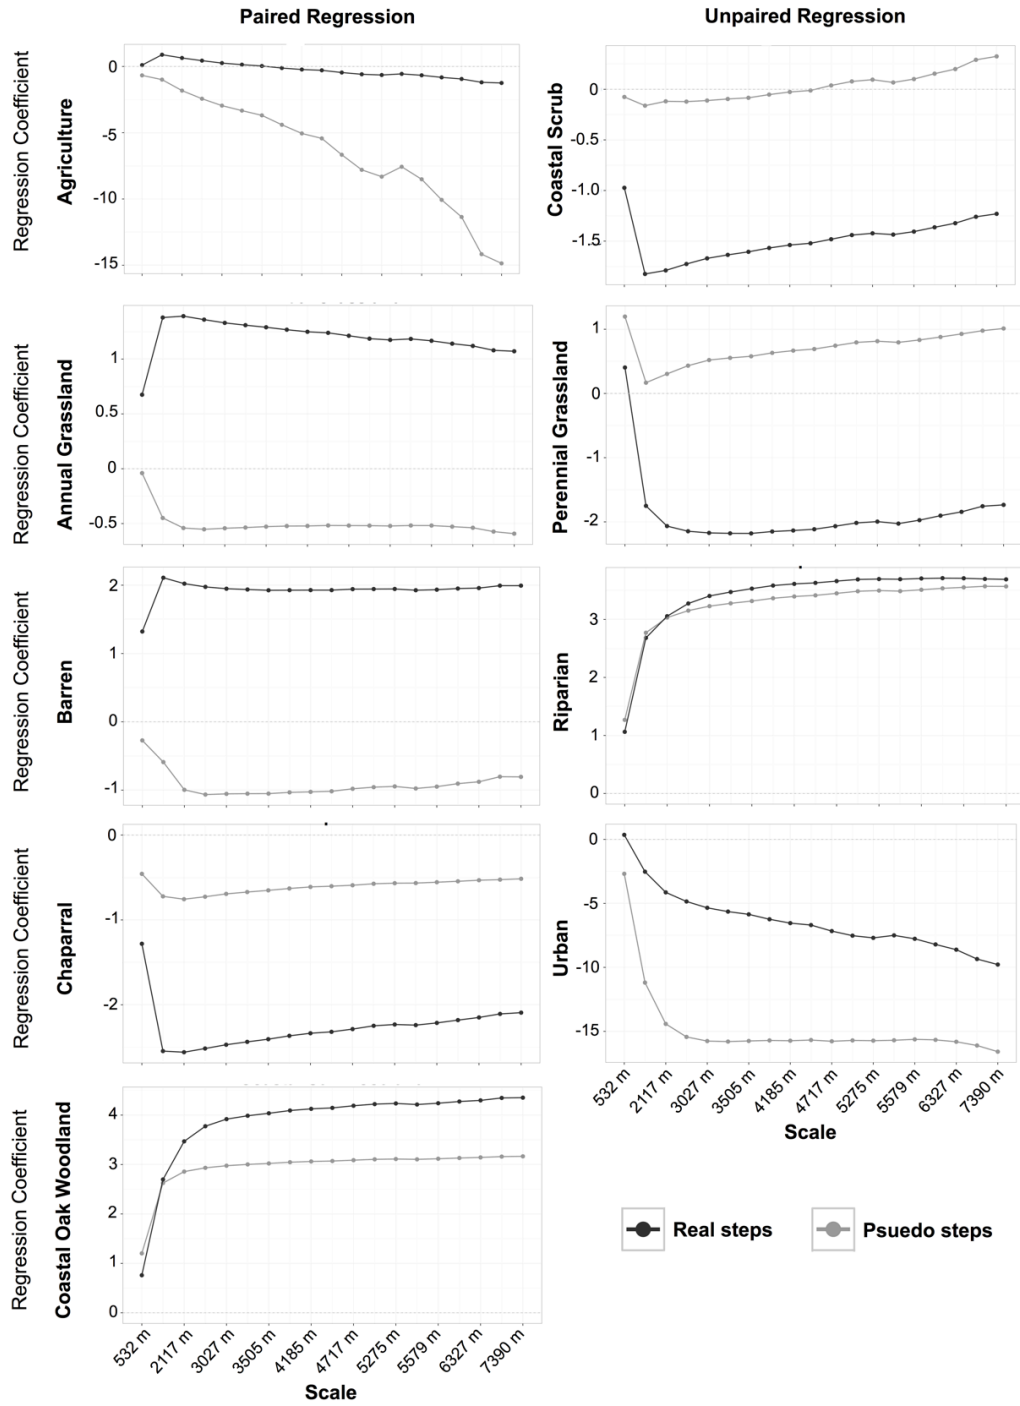 Paired Regression
Unpaired Regression
Regression Coefficient
Agriculture
0
-5
-10
-15
Coastal Scrub
0
-0.5
-1.0
-1.5
Regression Coefficient
Annual Grassland
1
0.5
0
-0.5
Perennial Grassland
1
0
-1
-2
Regression Coefficient
Barren
2
1
0
-1
Riparian
3
2
1
0
Regression Coefficient
Chaparral
0
-1
-2
Urban
0
-5
-10
-15
532 m
2117 m
3027 m
3505 m
4185 m
4717 m
5275 m
5579 m
6327 m
7390 m
Scale
Regression Coefficient
Coastal Oak Woodland
4
3
2
1
0
532 m
2117 m
3027 m
3505 m
4185 m
4717 m
5275 m
5579 m
6327 m
7390 m
Scale
Real steps
Psuedo steps